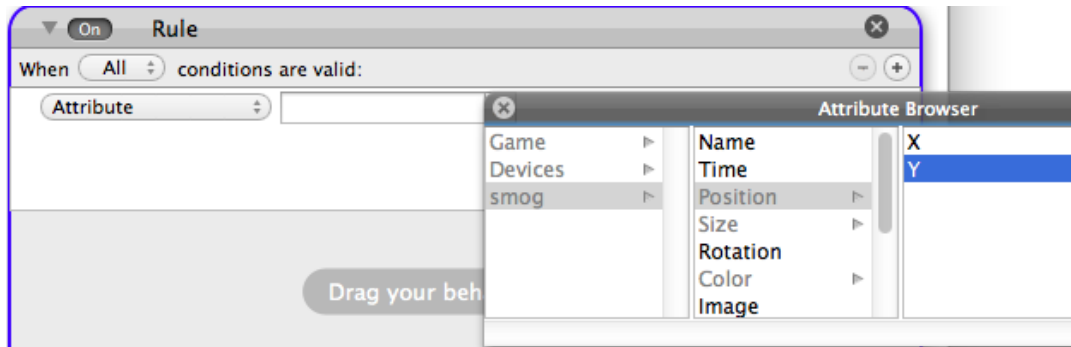 On Rule
When All conditions are valid:
Attribute
Attribute Browser
Game
Devices
smog
Name
Time
Position
Size
Rotation
Color
Image
X
Y
Drag your beh